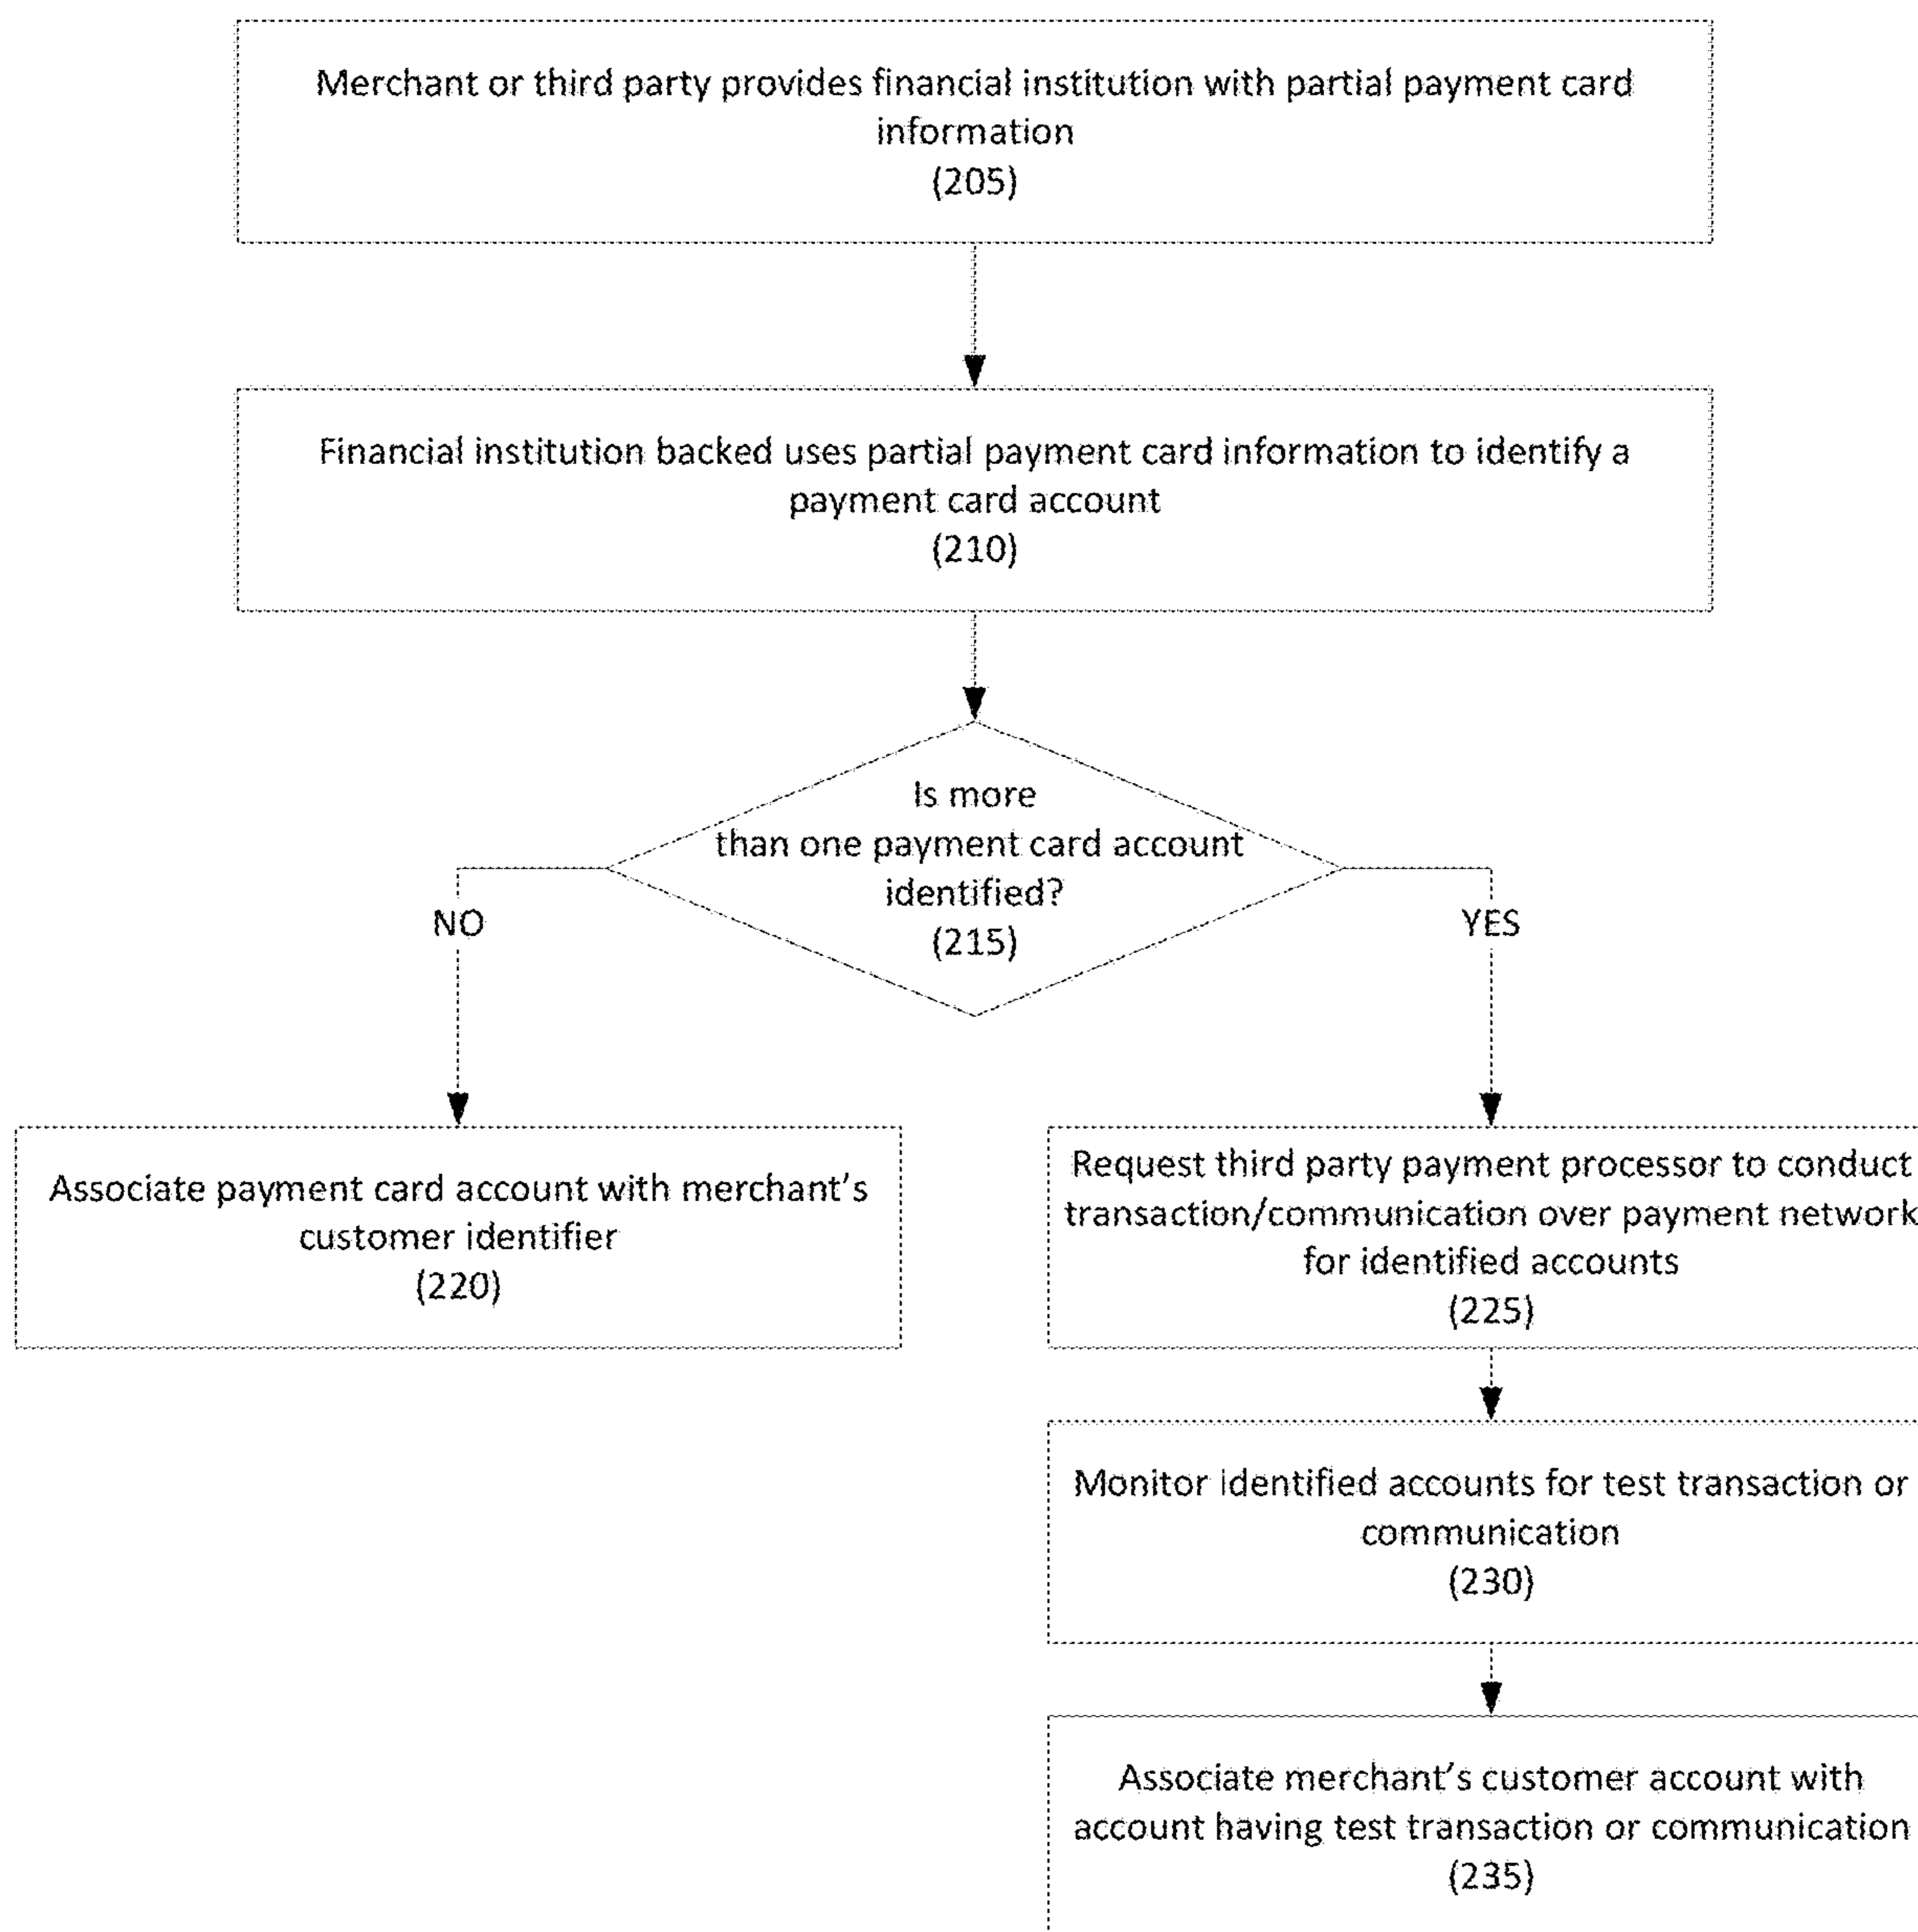 Merchant or third party provides financial institution with partial payment card
information
(205)
Financial institution backed uses partial payment card information to identify a
payment card account
(210)
Is more
than one payment card account
identified?
(215)
NO
YES
Associate payment card account with merchant's
customer identifier
(220)
Request third party payment processor to conduct
transaction/communication over payment network
for identified accounts
(225)
Monitor identified accounts for test transaction or
communication
(230)
Associate merchant's customer account with
account having test transaction or communication
(235)